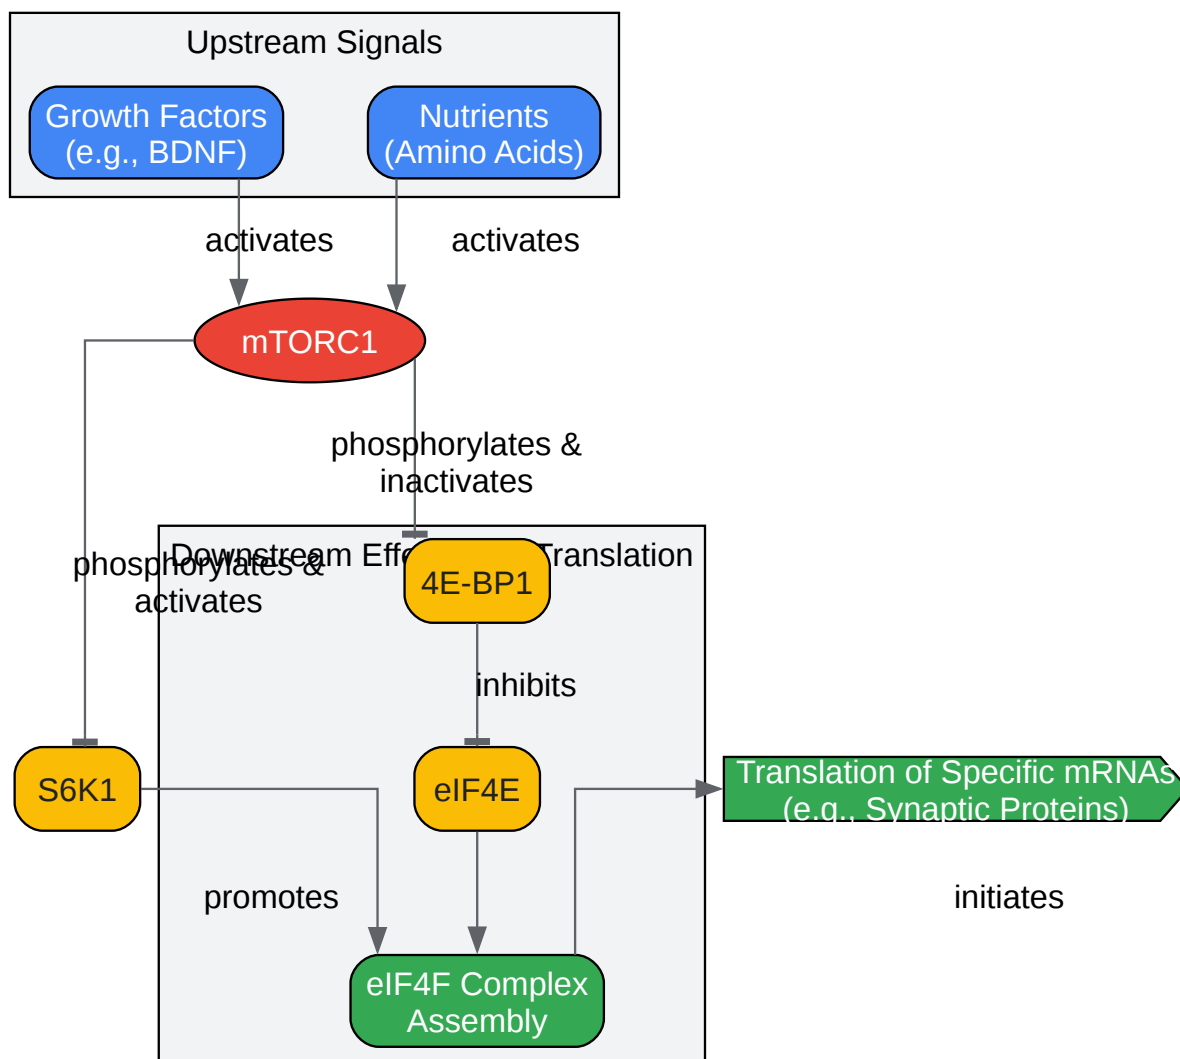 Upstream Signals
Growth Factors
(e.g., BDNF)
Nutrients
(Amino Acids)
activates
activates
mTORC1
phosphorylates &
inactivates
Downstream Translation
phosphorylates &
activates
4E-BP1
inhibits
S6K1
eIF4E
Translation of Specific mRNAs
(e.g., Synaptic Proteins)
promotes
initiates
eIF4F Complex
Assembly